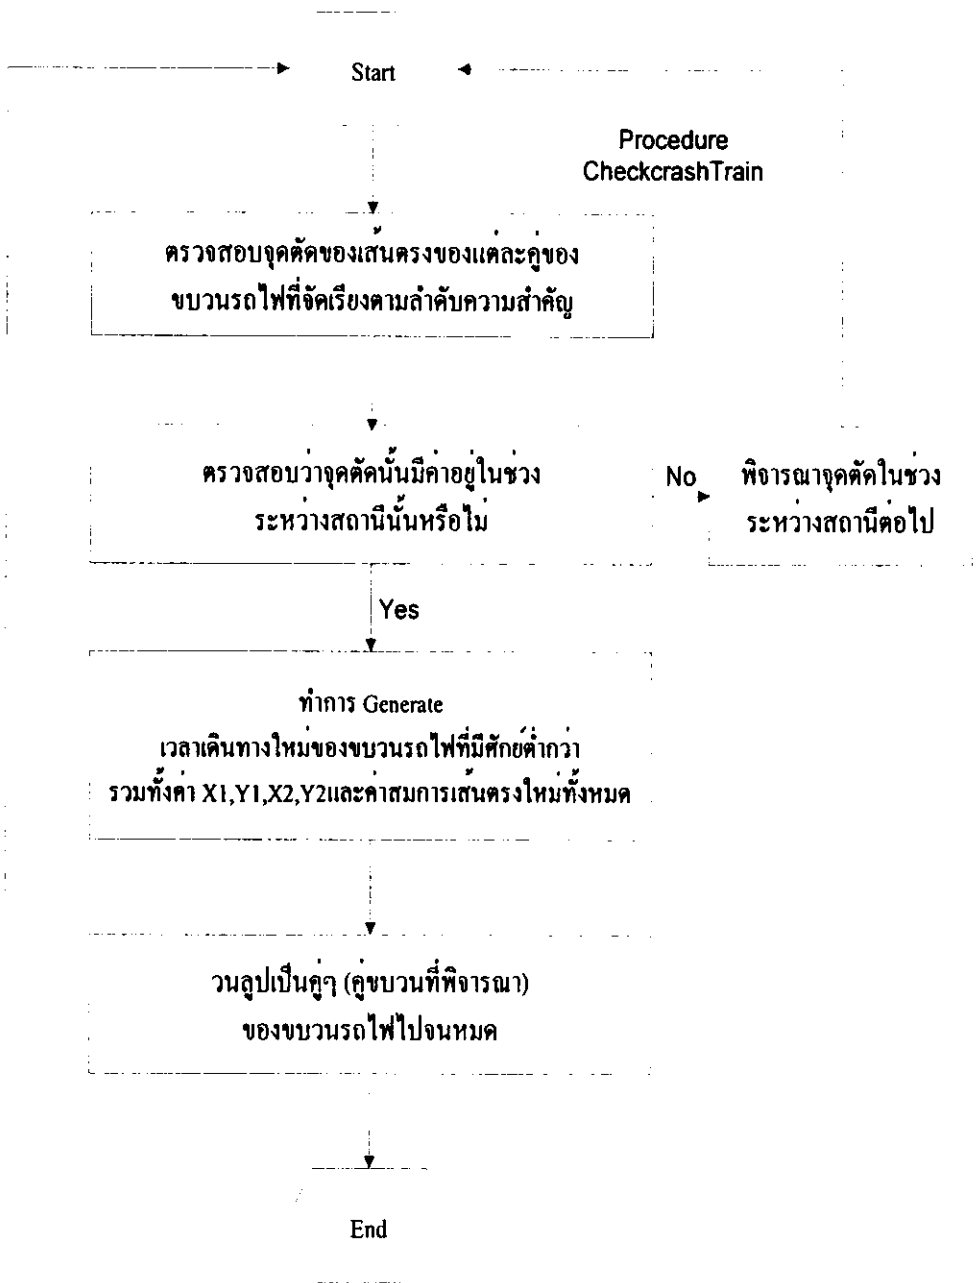 Start
Procedure
CheckcrashTrain
ตรวจสอบจุดตัดของเส้นตรงของแต่ละคู่ของ
ขบวนรถไฟที่จัดเรียงตามลำดับความสำคัญ
ตรวจสอบว่าจุดตัดนั้นมีค่าอยู่ในช่วง
ระหว่างสถานีนั้นหรือไม่
No
พิจารณาจุดตัดในช่วง
ระหว่างสถานีต่อไป
Yes
ทำการ Generate
เวลาเดินทางใหม่ของขบวนรถไฟที่มีศักย์ต่ำกว่า
รวมทั้งค่า X1,Y1,X2,Y2และค่าสมการเส้นตรงใหม่ทั้งหมด
วนลูปเป็นคู่ๆ (คู่ขบวนที่พิจารณา)
ของขบวนรถไฟไปจนหมด
End